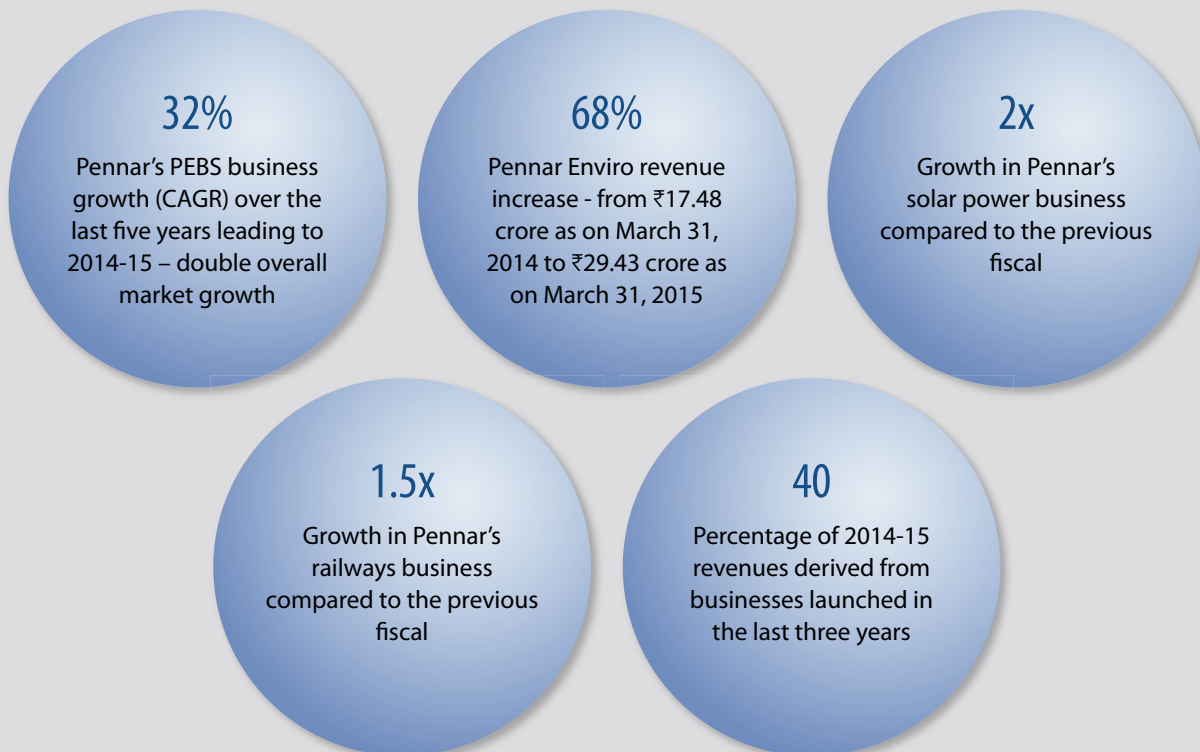 32%
Pennar’s PEBS business
growth (CAGR) over the
last five years leading to
2014-15 – double overall
market growth
68%
Pennar Enviro revenue
increase - from ₹17.48
crore as on March 31,
2014 to ₹29.43 crore as
on March 31, 2015
2x
Growth in Pennar’s
solar power business
compared to the previous
fiscal
1.5x
Growth in Pennar’s
railways business
compared to the previous
fiscal
40
Percentage of 2014-15
revenues derived from
businesses launched in
the last three years